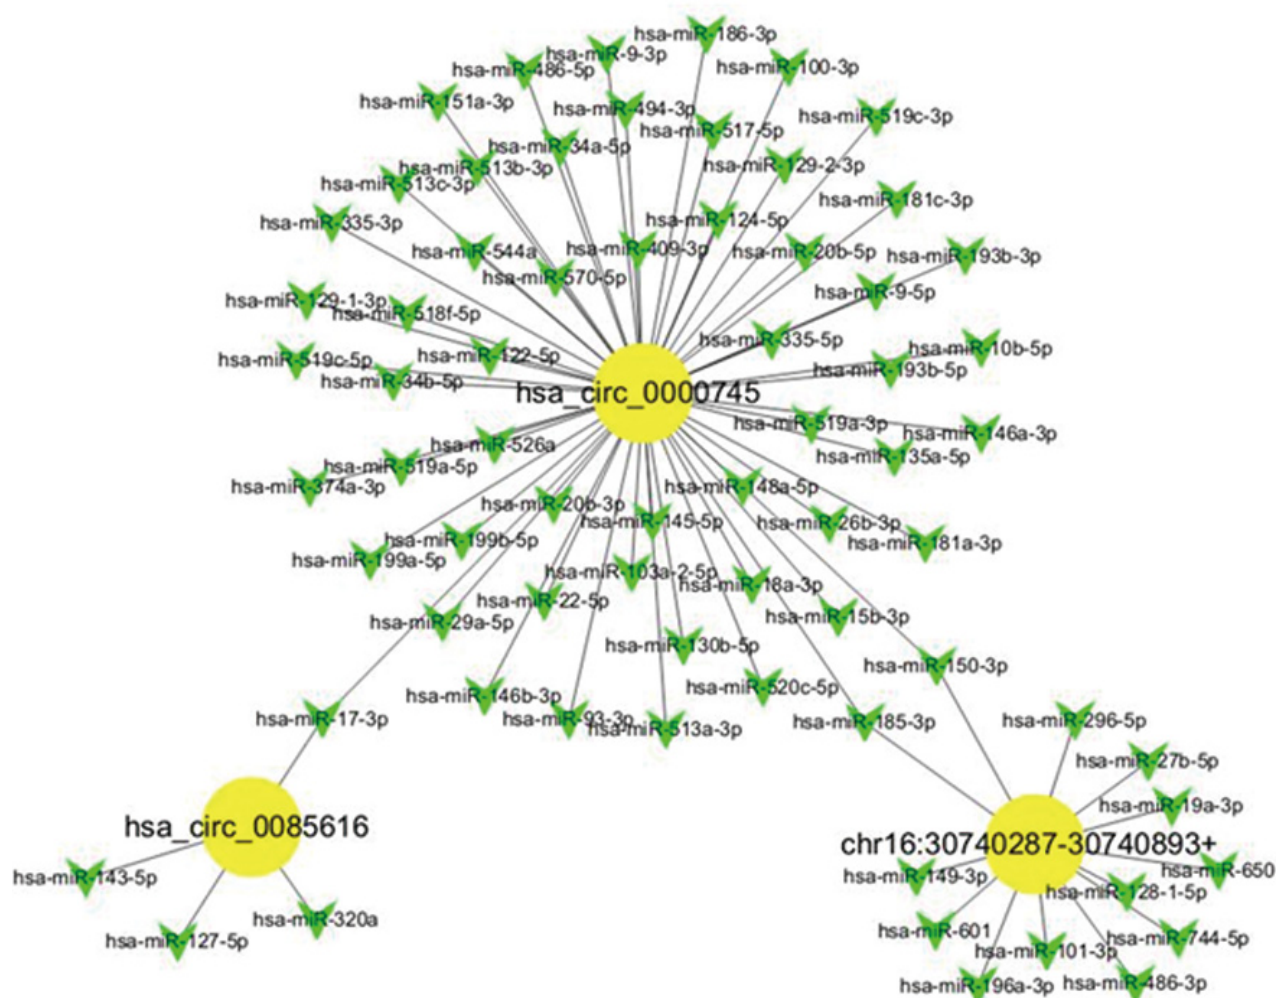 hsa-miR-186-3p
hsa-miR-9-3p
hsa-miR-486-5p
hsa-miR-100-3p
hsa-miR-151a-3p
hsa-miR-494-3p
hsa-miR-519c-3p
hsa-miR-517-5p
hsa-miR-34a-5p
hsa-miR-513b-3p
hsa-miR-129-2-3p
hsa-miR-513c-3p
hsa-miR-181c-3p
hsa-miR-335-3p
hsa-miR-124-5p
hsa-miR-544a
hsa-miR-409-3p
hsa-miR-20b-5p
hsa-miR-193b-3p
hsa-miR-570-5p
hsa-miR-9-5p
hsa-miR-129-1-3p
hsa-miR-518f-5p
hsa-miR-335-5p
hsa-miR-10b-5p
hsa-miR-519c-5p
hsa-miR-122-5p
hsa-miR-193b-5p
hsa-miR-34b-5p
hsa_circ_0000745
hsa-miR-519a-3p
hsa-miR-146a-3p
hsa-miR-526a
hsa-miR-135a-5p
hsa-miR-519a-5p
hsa-miR-374a-3p
hsa-miR-148a-5p
hsa-miR-20b-3p
hsa-miR-145-5p
hsa-miR-26b-3p
hsa-miR-199b-5p
hsa-miR-181a-3p
hsa-miR-199a-5p
hsa-miR-103a-2-5p
hsa-miR-18a-3p
hsa-miR-22-5p
hsa-miR-15b-3p
hsa-miR-29a-5p
hsa-miR-130b-5p
hsa-miR-150-3p
hsa-miR-520c-5p
hsa-miR-146b-3p
hsa-miR-17-3p
hsa-miR-93-3p
hsa-miR-513a-3p
hsa-miR-185-3p
hsa-miR-296-5p
hsa-miR-27b-5p
hsa-miR-19a-3p
hsa_circ_0085616
chr16:30740287-30740893+
hsa-miR-143-5p
hsa-miR-149-3p
hsa-miR-650
hsa-miR-128-1-5p
hsa-miR-320a
hsa-miR-127-5p
hsa-miR-601
hsa-miR-744-5p
hsa-miR-101-3p
hsa-miR-196a-3p
hsa-miR-486-3p